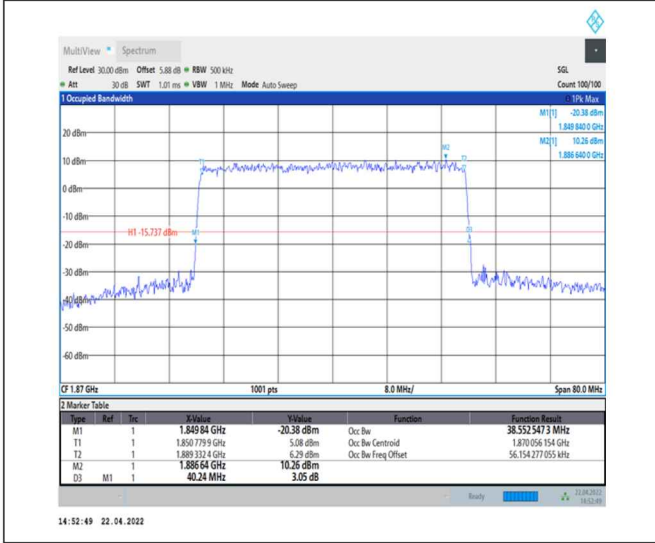 MultiView Spectrum
Ref Level 30.00 dBm Offset 5.88 dB RBW 500 kHz SGL
Att 30 dB SWT 1.01 ms VBW 1 MHz Mode Auto Sweep Count 100/100
1 Occupied Bandwidth 1Pk Max
M1[1] -20.38 dBm
1.849 840 0 GHz
M2[1] 10.26 dBm
1.886 640 0 GHz
20 dBm
M2
10 dBm
T1 T2
0 dBm
-10 dBm
H1 -15.737 dBm M1 D3
-20 dBm
-30 dBm
-40 dBm
-50 dBm
-60 dBm
CF 1.87 GHz 1001 pts 8.0 MHz/ Span 80.0 MHz
2 Marker Table
Type Ref Trc X-Value Y-Value Function Function Result
M1 1 1.849 84 GHz -20.38 dBm Occ Bw 38.552 547 3 MHz
T1 1 1.850 779 9 GHz 5.08 dBm Occ Bw Centroid 1.870 056 154 GHz
T2 1 1.889 332 4 GHz 6.29 dBm Occ Bw Freq Offset 56.154 277 055 kHz
M2 1 1.886 64 GHz 10.26 dBm
D3 M1 1 40.24 MHz 3.05 dB
Ready 22.04.2022
14:52:49
14:52:49 22.04.2022